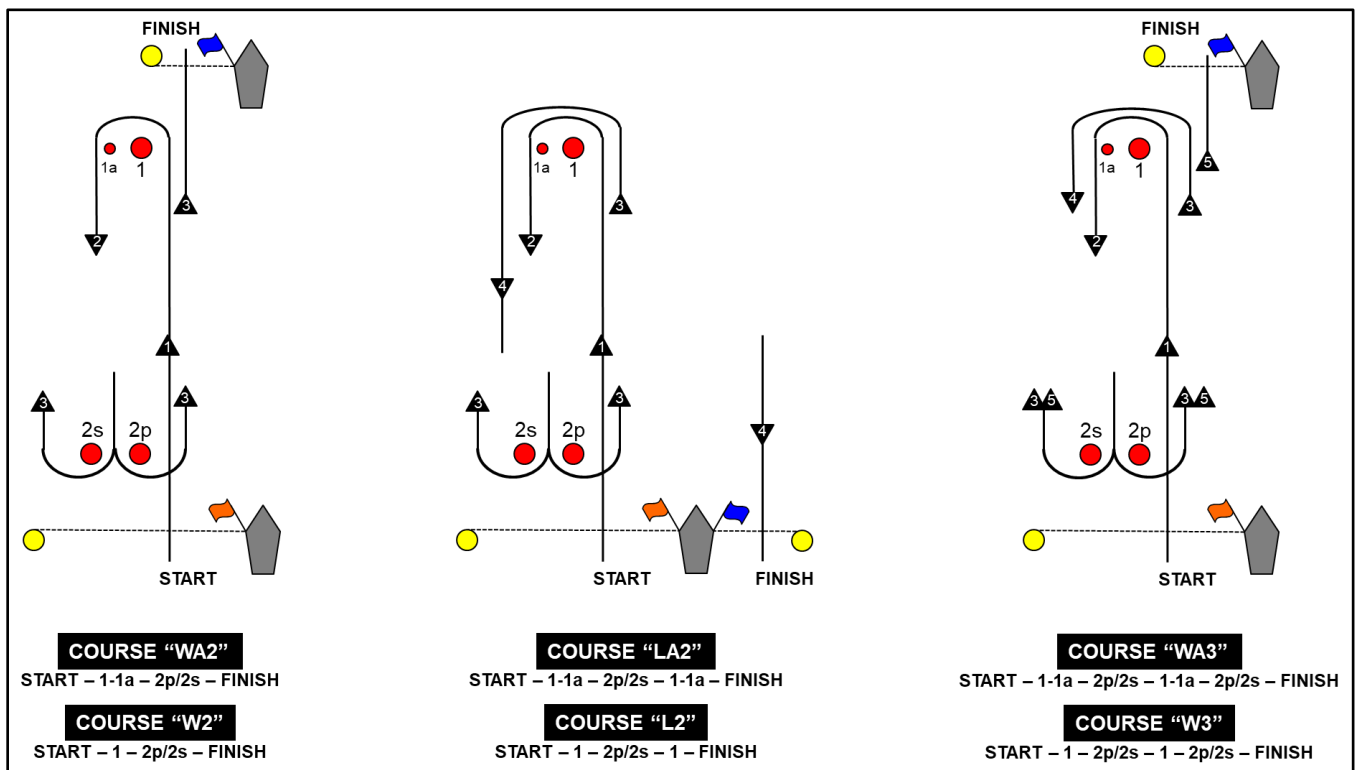 FINISH
1a
1
3
2
1
3
3
2s
2p
START
COURSE “WA2”
START – 1-1a – 2p/2s – FINISH
COURSE “W2”
START – 1 – 2p/2s – FINISH
1a
1
3
2
4
1
3
3
2s
2p
4
START
FINISH
COURSE “LA2”
START – 1-1a – 2p/2s – 1-1a – FINISH
COURSE “L2”
START – 1 – 2p/2s – 1 – FINISH
FINISH
1a
1
5
4
3
2
1
3 5
3 5
2s
2p
START
COURSE “WA3”
START – 1-1a – 2p/2s – 1-1a – 2p/2s – FINISH
COURSE “W3”
START – 1 – 2p/2s – 1 – 2p/2s – FINISH